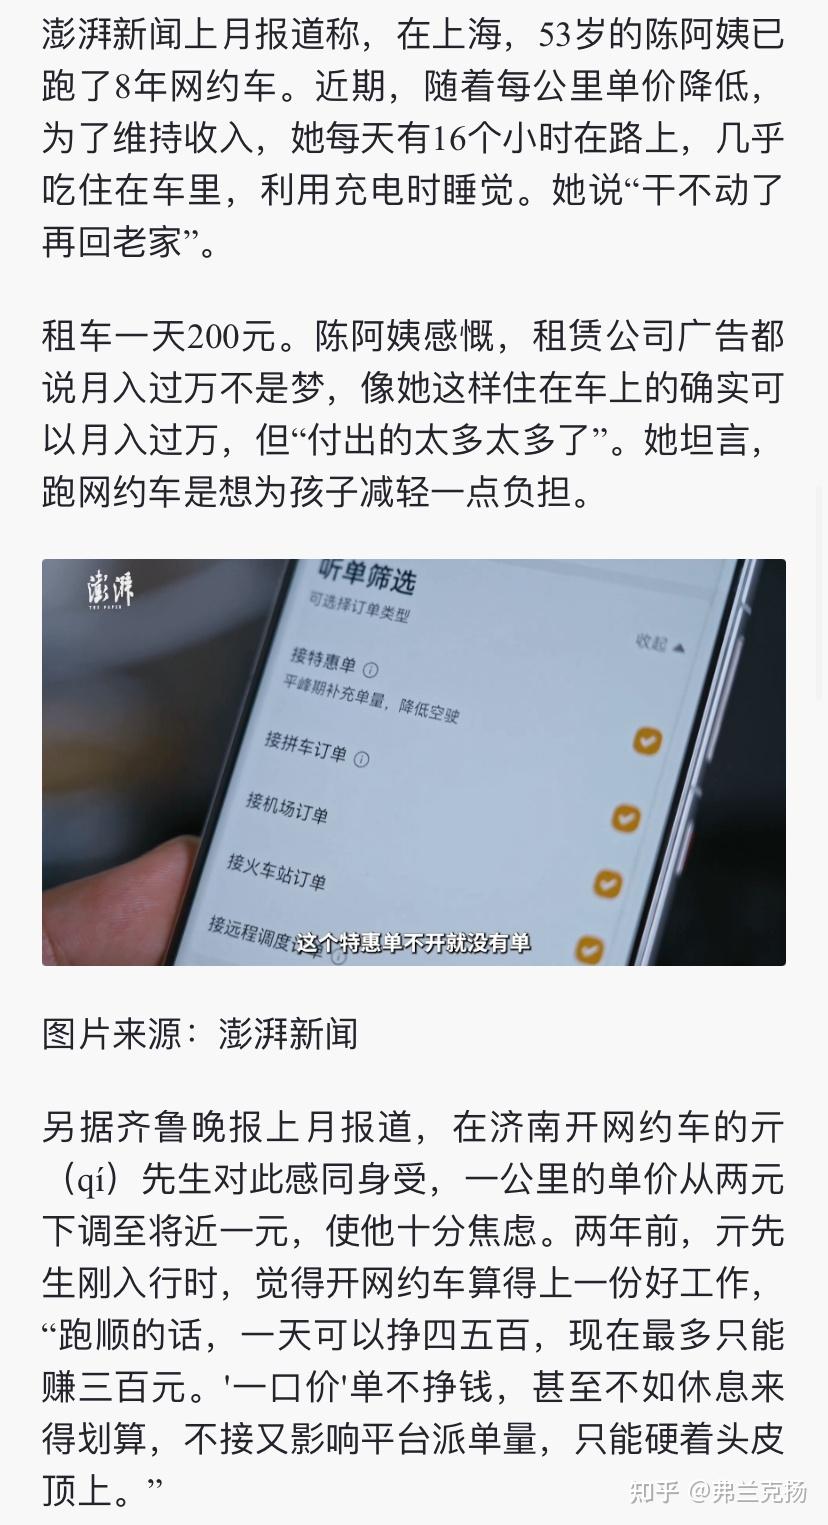 澎湃新闻上月报道称，在上海，53岁的陈阿姨已
跑了8年网约车。近期，随着每公里单价降低，
为了维持收入，她每天有16个小时在路上，几乎
吃住在车里，利用充电时睡觉。她说“干不动了
再回老家”。
租车一天200元。陈阿姨感慨，租赁公司广告都
说月入过万不是梦，像她这样住在车上的确实可
以月入过万，但“付出的太多太多了”。她坦言，
跑网约车是想为孩子减轻一点负担。
澎湃
THE PAPER
听单筛选
可选择订单类型
收起
接特惠单
平峰期补充单量，降低空驶
接拼车订单
接机场订单
接火车站订单
接远程调度订单
这个特惠单不开就没有单
图片来源：澎湃新闻
另据齐鲁晚报上月报道，在济南开网约车的亓
（qí）先生对此感同身受，一公里的单价从两元
下调至将近一元，使他十分焦虑。两年前，亓先
生刚入行时，觉得开网约车算得上一份好工作，
“跑顺的话，一天可以挣四五百，现在最多只能
赚三百元。'一口价'单不挣钱，甚至不如休息来
得划算，不接又影响平台派单量，只能硬着头皮
顶上。”
知乎 @弗兰克扬